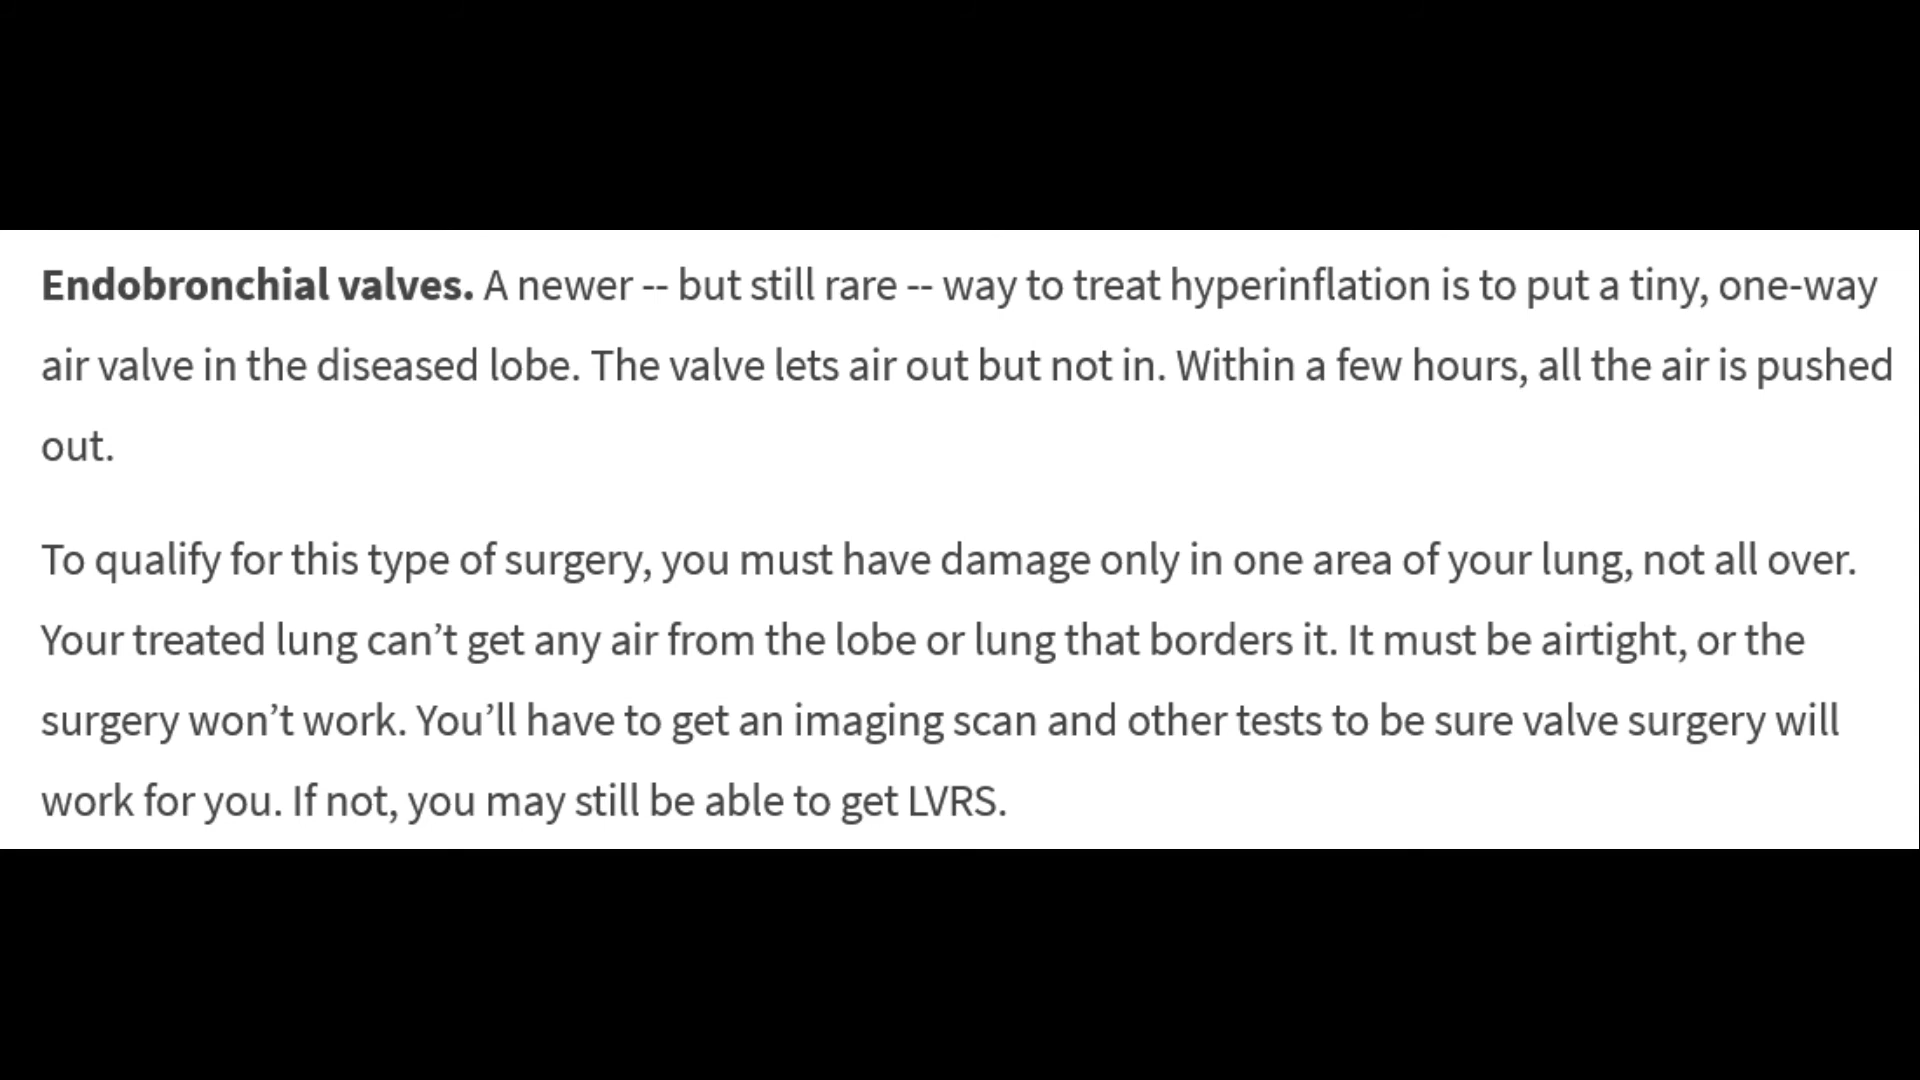 Endobronchial valves. A newer -- but still rare -- way to treat hyperinflation is to put a tiny, one-way
air valve in the diseased lobe. The valve lets air out but not in. Within a few hours, all the air is pushed
out.
To qualify for this type of surgery, you must have damage only in one area of your lung, not all over.
Your treated lung can’t get any air from the lobe or lung that borders it. It must be airtight, or the
surgery won’t work. You’ll have to get an imaging scan and other tests to be sure valve surgery will
work for you. If not, you may still be able to get LVRS.